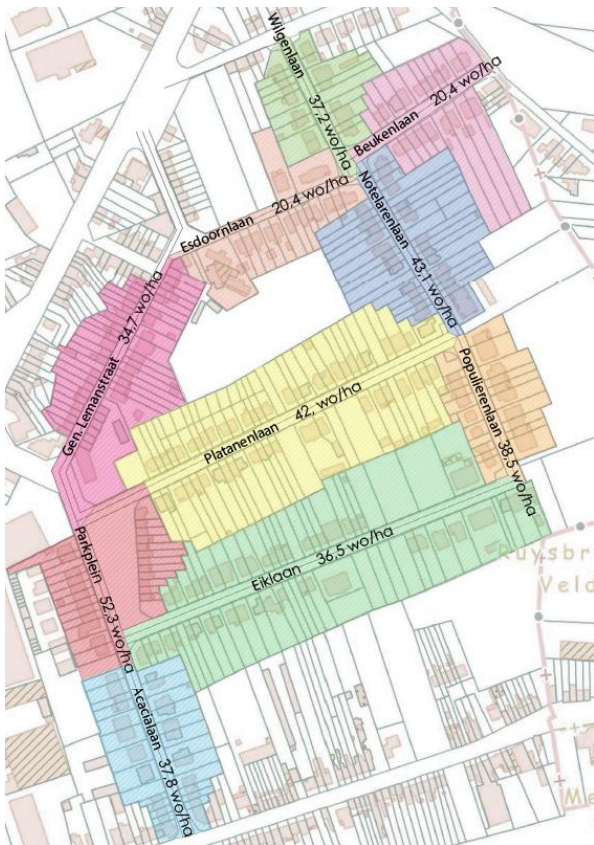 Wilgenlaan 37,2 wo/ha
Beukenlaan 20,4 wo/ha
Esdoornlaan 20,4 wo/ha
Notelarenlaan 43,1 wo/ha
Gen. Lemanstraat 34,7 wo/ha
Platanenlaan 42, wo/ha
Populierenlaan 38,5 wo/ha
Parkplein 52,3 wo/ha
Eiklaan 36,5 wo/ha
Ruysbr
Veld
Acacialaan 37,8 wo/ha
Me